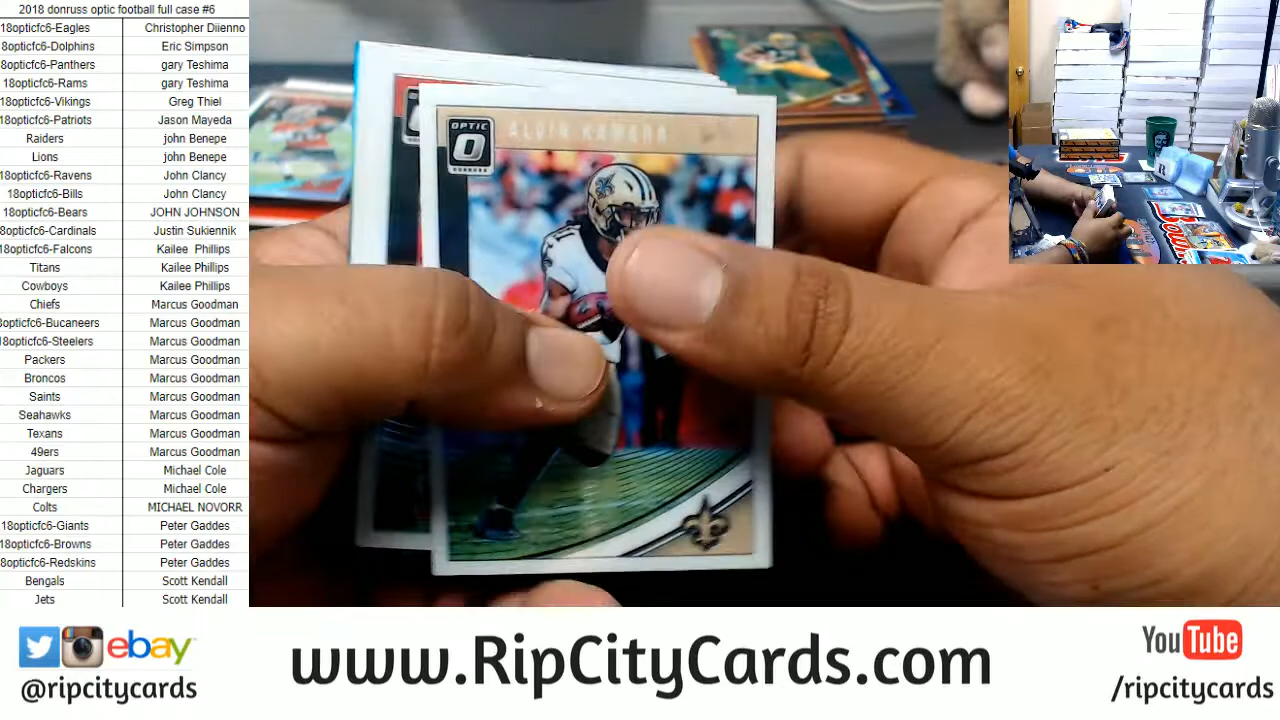 2018 donruss optic football full case #6
18opticfc6-Eagles Christopher Diienno
8opticfc6-Dolphins Eric Simpson
8opticfc6-Panthers gary Teshima
18opticfc6-Rams gary Teshima
18opticfc6-Vikings Greg Thiel
8opticfc6-Patriots Jason Mayeda
Raiders john Benepe
Lions john Benepe
18opticfc6-Ravens John Clancy
18opticfc6-Bills John Clancy
18opticfc6-Bears JOHN JOHNSON
8opticfc6-Cardinals Justin Sukiennik
18opticfc6-Falcons Kailee Phillips
Titans Kailee Phillips
Cowboys Kailee Phillips
Chiefs Marcus Goodman
8opticfc6-Bucaneers Marcus Goodman
18opticfc6-Steelers Marcus Goodman
Packers Marcus Goodman
Broncos Marcus Goodman
Saints Marcus Goodman
Seahawks Marcus Goodman
Texans Marcus Goodman
49ers Marcus Goodman
Jaguars Michael Cole
Chargers Michael Cole
Colts MICHAEL NOVORR
18opticfc6-Giants Peter Gaddes
18opticfc6-Browns Peter Gaddes
8opticfc6-Redskins Peter Gaddes
Bengals Scott Kendall
Jets Scott Kendall
OPTIC
DONRUSS
ALVIN KAMARA
ebay
@ripcitycards
www.RipCityCards.com
YouTube
/ripcitycards